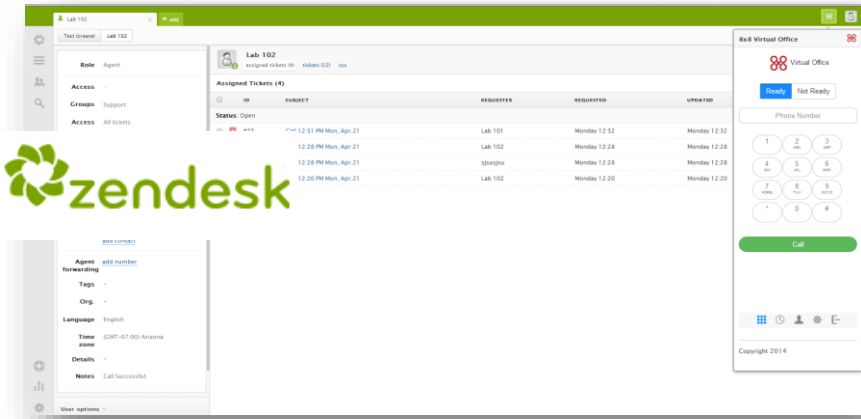 Lab 102
add
Test (create)
Lab 102
Role Agent
Access -
Groups Support
Access All tickets
add contact
Agent forwarding add number
Tags -
Org. -
Language English
Time zone (GMT-07:00) Arizona
Details -
Notes Call Successful;
User options
zendesk
Lab 102
assigned tickets (4) tickets (22)
Assigned Tickets (4)
ID SUBJECT REQUESTER REQUESTED UPDATED
Status Open
#23 Call 12:31 PM Mon, Apr.21 Lab 101 Monday 12:32 Monday 12:32
12:28 PM Mon, Apr.21 Lab 102 Monday 12:28 Monday 12:28
12:28 PM Mon, Apr.21 sjsusjsu Monday 12:28 Monday 12:28
12:20 PM Mon, Apr.21 Lab 102 Monday 12:20 Monday 12:20
8x8 Virtual Office
Virtual Office
Ready Not Ready
Phone Number
1 2 3
4 5 6
7 8 9
* 0 #
Call
Copyright 2014